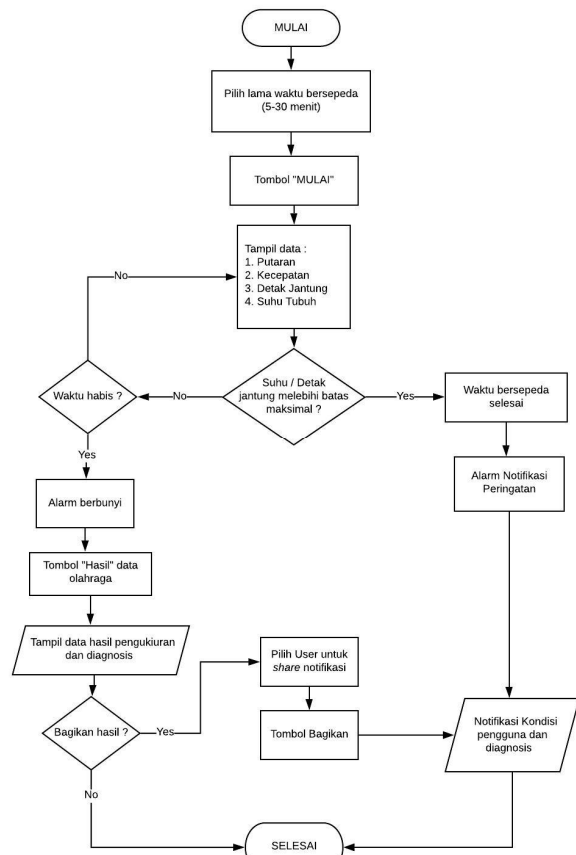 MULAI
Pilih lama waktu bersepeda
(5-30 menit)
Tombol "MULAI"
Tampil data :
1. Putaran
2. Kecepatan
3. Detak Jantung
4. Suhu Tubuh
No
Waktu habis ?
No
Suhu / Detak
jantung melebihi batas
maksimal ?
Yes
Waktu bersepeda
selesai
Yes
Alarm Notifikasi
Peringatan
Alarm berbunyi
Tombol "Hasil" data
olahraga
Tampil data hasil pengukiuran
dan diagnosis
Pilih User untuk
share notifikasi
Bagikan hasil ?
Yes
Tombol Bagikan
Notifikasi Kondisi
pengguna dan
diagnosis
No
SELESAI